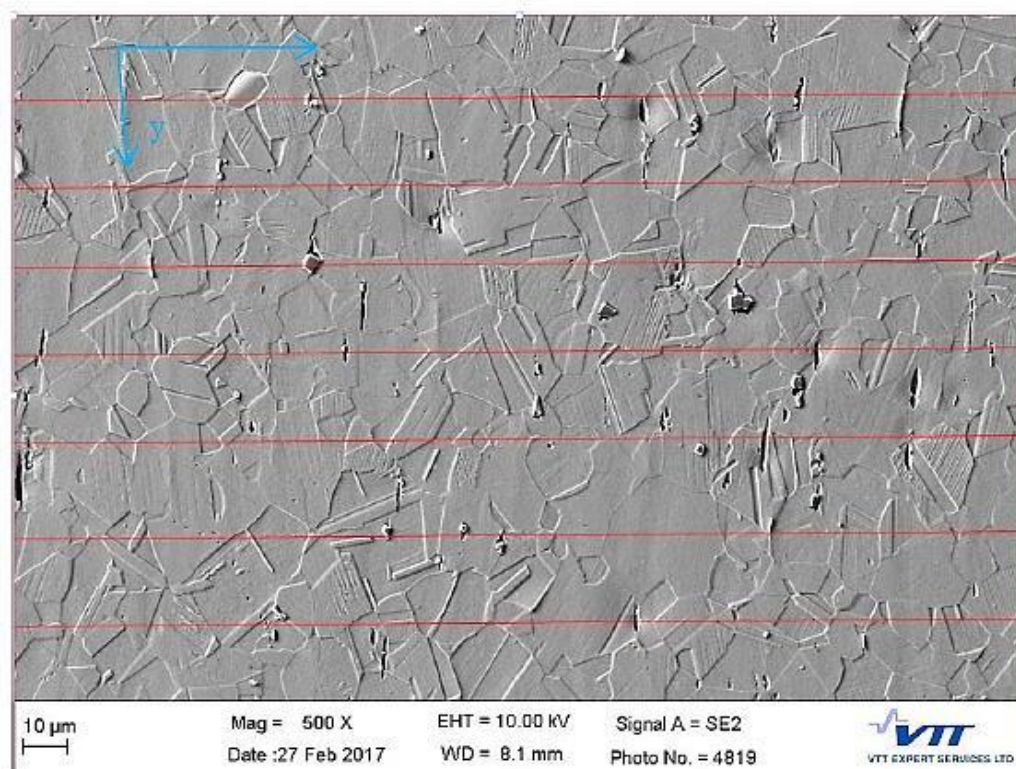 y
10 µm
Mag = 500 X
EHT = 10.00 kV
Signal A = SE2
Date :27 Feb 2017
WD = 8.1 mm
Photo No. = 4819
VTT
VTT EXPERT SERVICES LTD